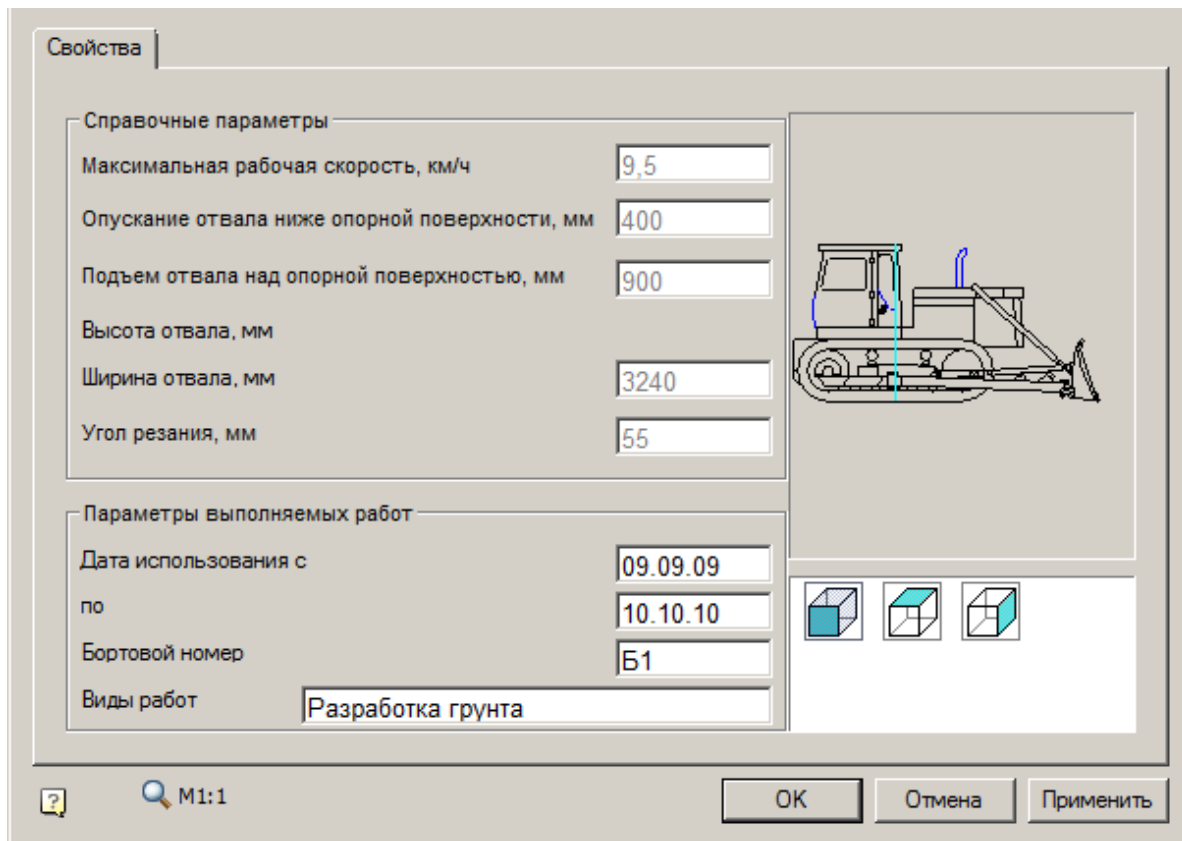 Свойства
Справочные параметры
Максимальная рабочая скорость, км/ч 9,5
Опускание отвала ниже опорной поверхности, мм 400
Подъем отвала над опорной поверхностью, мм 900
Высота отвала, мм
Ширина отвала, мм 3240
Угол резания, мм 55
Параметры выполняемых работ
Дата использования с 09.09.09
по 10.10.10
Бортовой номер Б1
Виды работ Разработка грунта
? М1:1 OK Отмена Применить